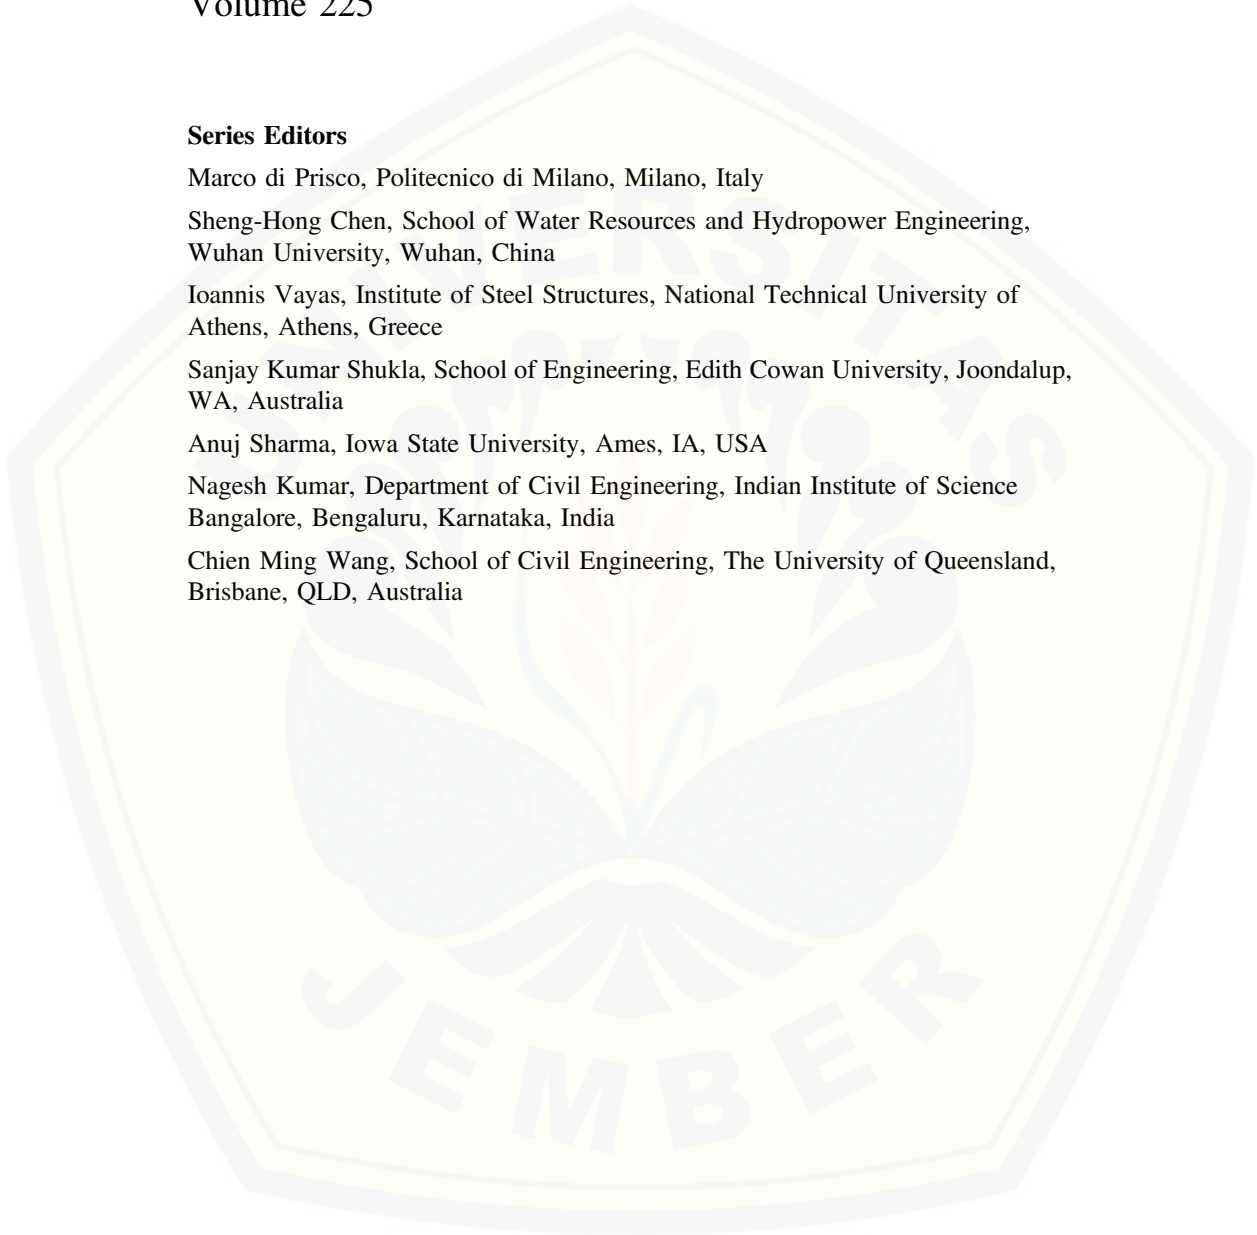 Volume 225
Series Editors
Marco di Prisco, Politecnico di Milano, Milano, Italy
Sheng-Hong Chen, School of Water Resources and Hydropower Engineering,
Wuhan University, Wuhan, China
Ioannis Vayas, Institute of Steel Structures, National Technical University of
Athens, Athens, Greece
Sanjay Kumar Shukla, School of Engineering, Edith Cowan University, Joondalup,
WA, Australia
Anuj Sharma, Iowa State University, Ames, IA, USA
Nagesh Kumar, Department of Civil Engineering, Indian Institute of Science
Bangalore, Bengaluru, Karnataka, India
Chien Ming Wang, School of Civil Engineering, The University of Queensland,
Brisbane, QLD, Australia
UNIVERSITAS
JEMBER